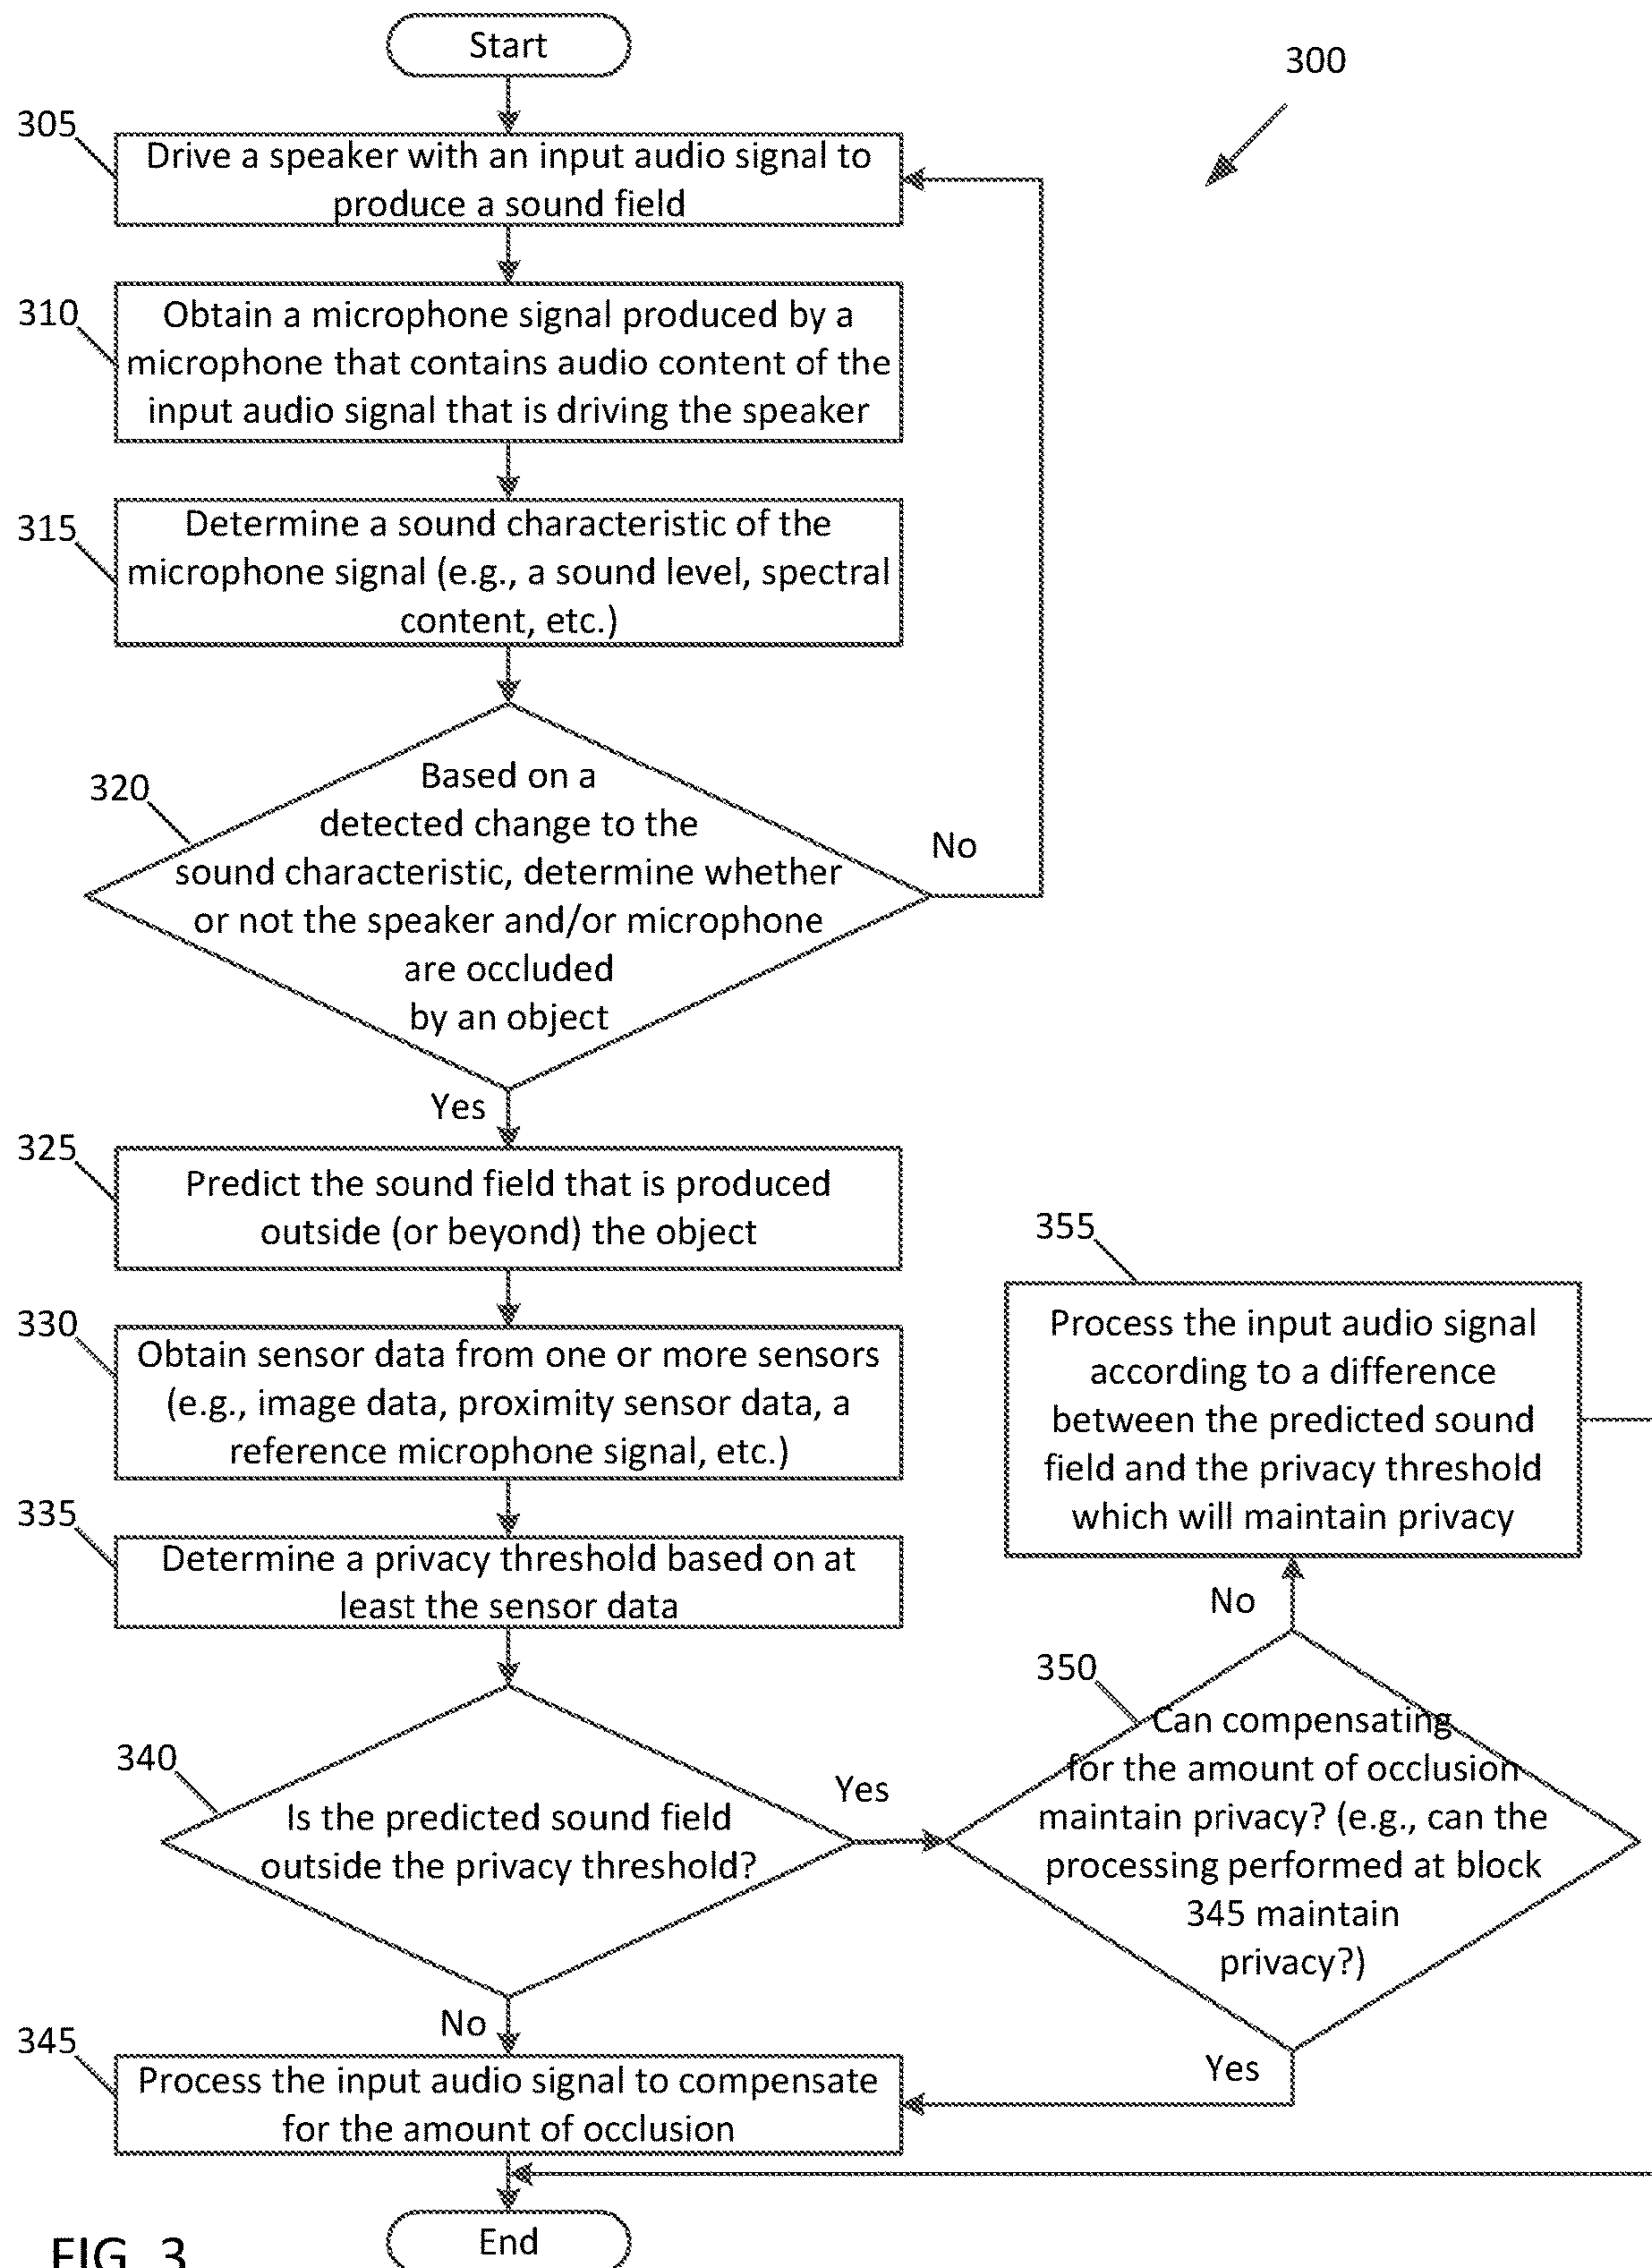 Start
300
305
Drive a speaker with an input audio signal to
produce a sound field
310
Obtain a microphone signal produced by a
microphone that contains audio content of the
input audio signal that is driving the speaker
315
Determine a sound characteristic of the
microphone signal (e.g., a sound level, spectral
content, etc.)
320
Based on a
detected change to the
sound characteristic, determine whether
or not the speaker and/or microphone
are occluded
by an object
No
Yes
325
Predict the sound field that is produced
outside (or beyond) the object
330
Obtain sensor data from one or more sensors
(e.g., image data, proximity sensor data, a
reference microphone signal, etc.)
335
Determine a privacy threshold based on at
least the sensor data
340
Is the predicted sound field
outside the privacy threshold?
Yes
No
355
Process the input audio signal
according to a difference
between the predicted sound
field and the privacy threshold
which will maintain privacy
No
350
Can compensating
for the amount of occlusion
maintain privacy? (e.g., can the
processing performed at block
345 maintain
privacy?)
Yes
345
Process the input audio signal to compensate
for the amount of occlusion
End
FIG. 3